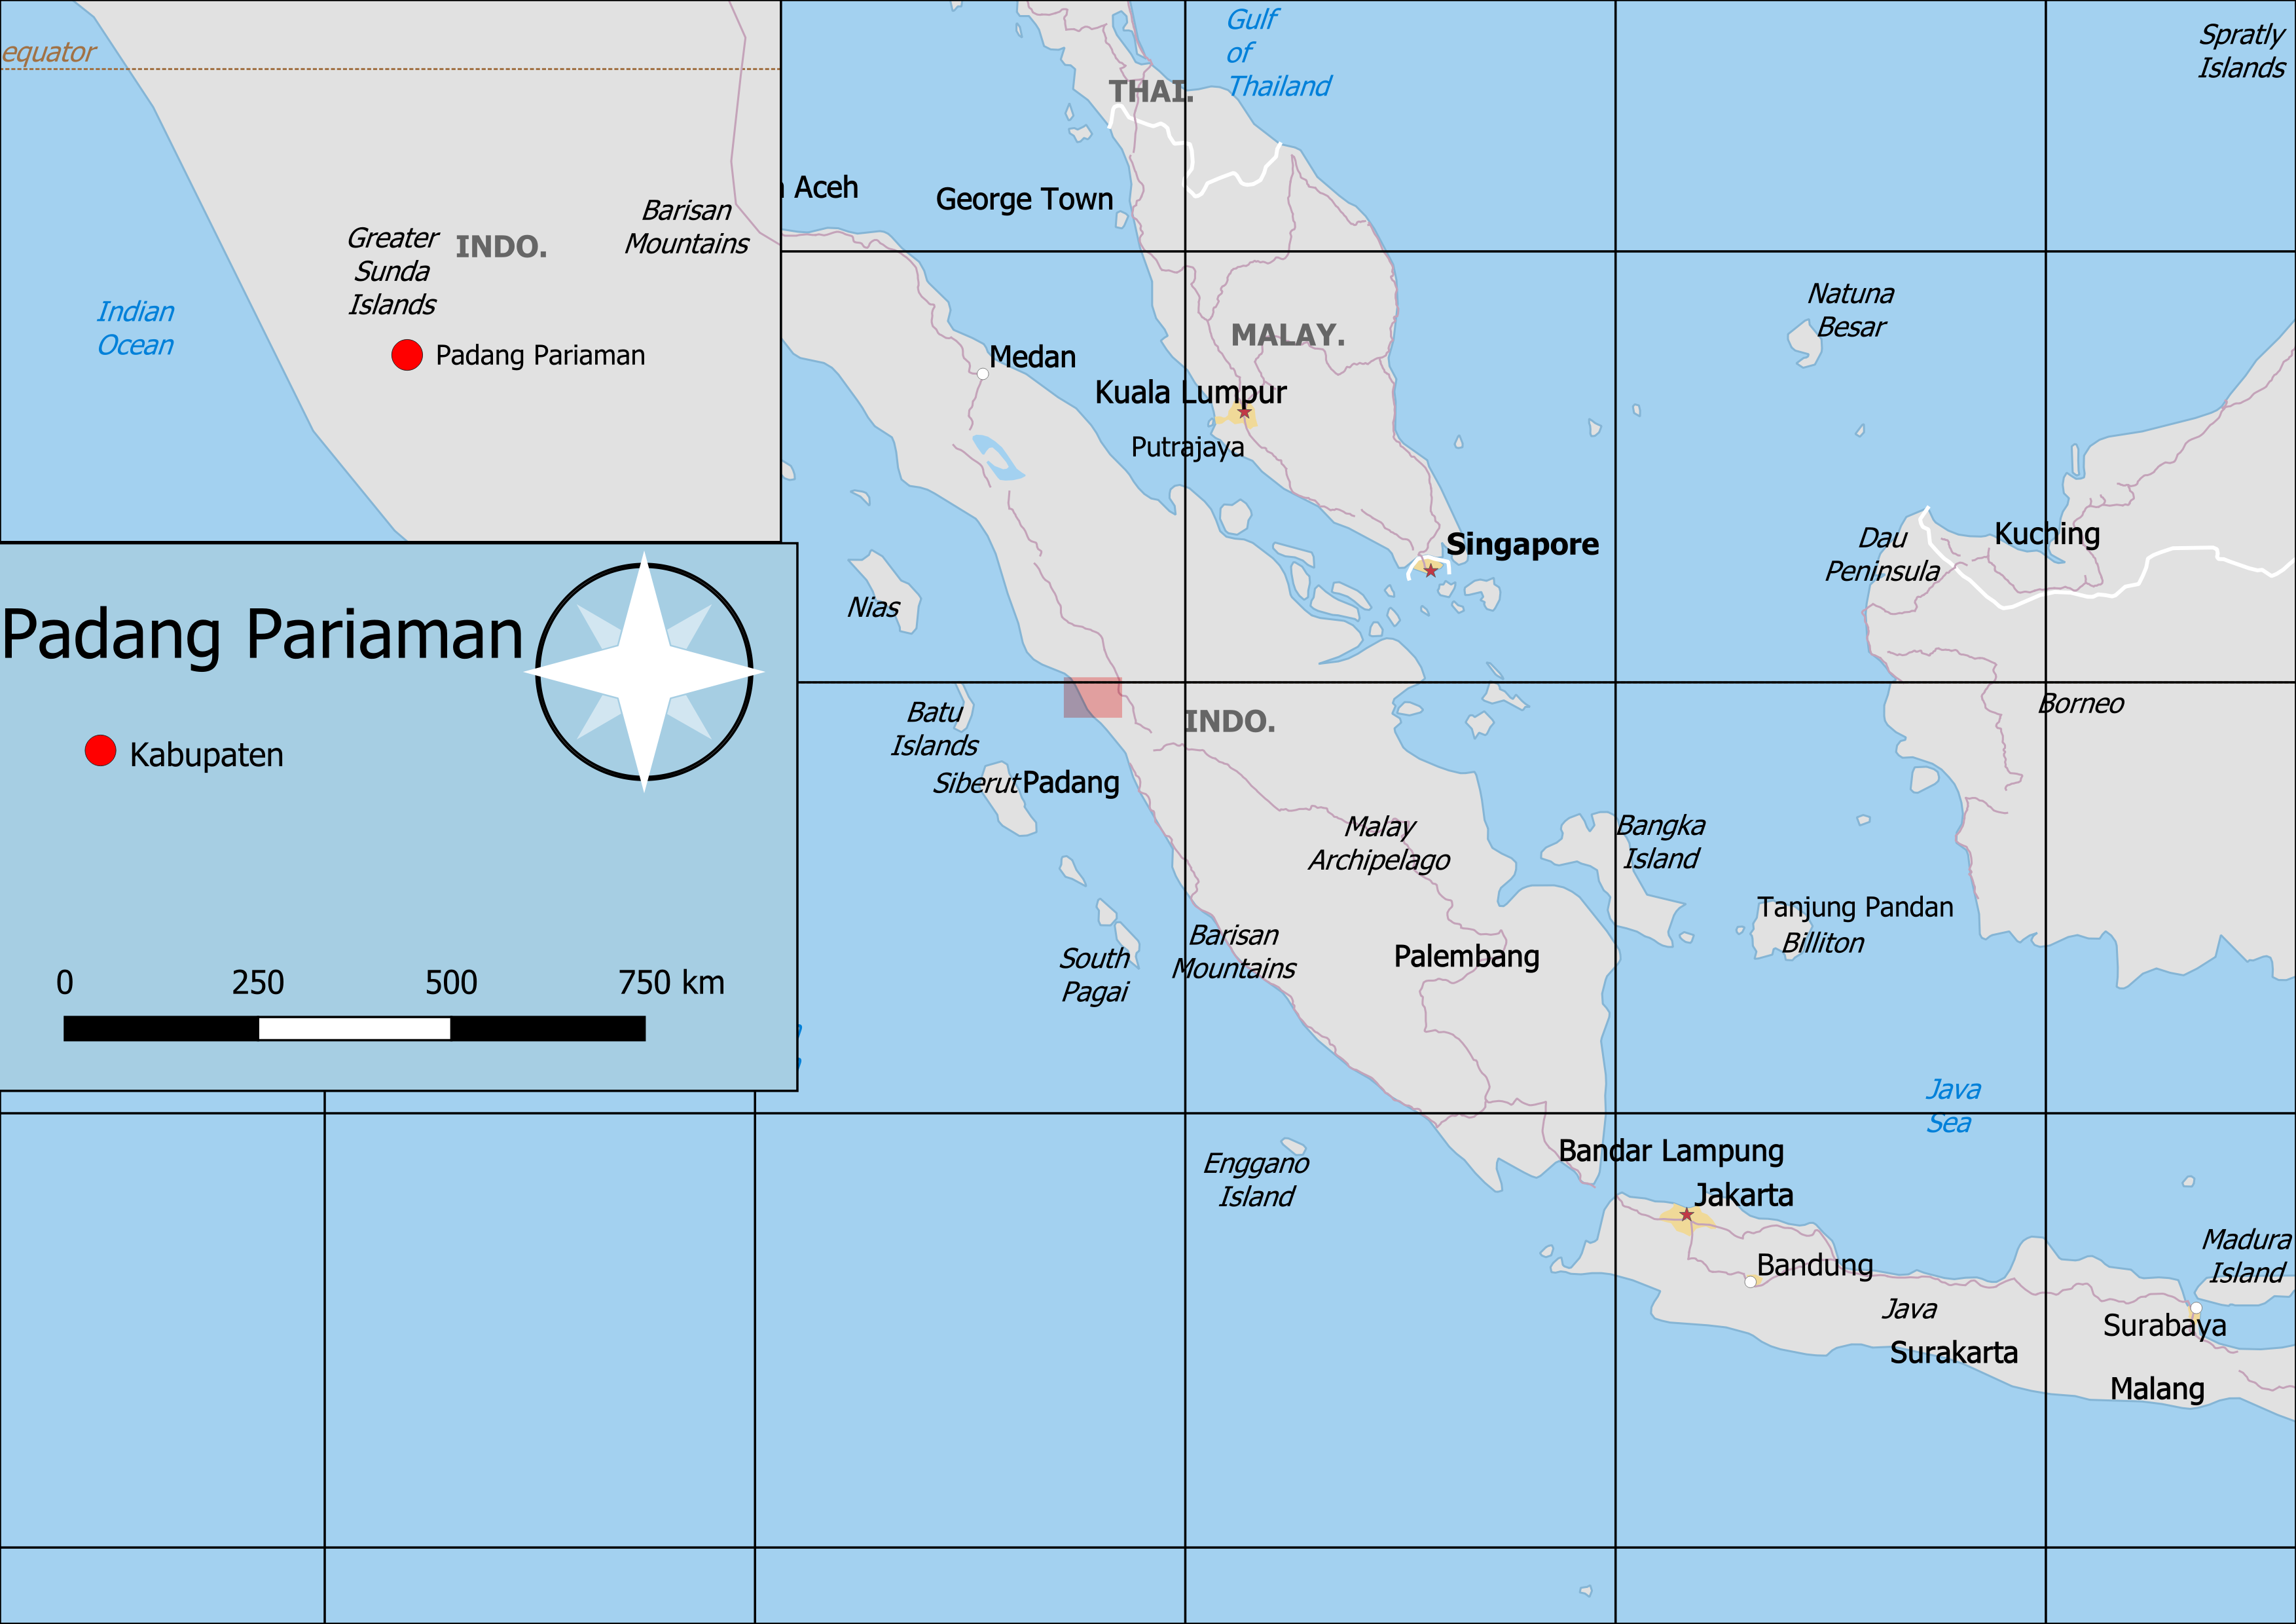 equator
Indian
Ocean
Greater
Sunda
Islands
INDO.
Barisan
Mountains
Padang Pariaman
Padang Pariaman
Kabupaten
0 250 500 750 km
Gulf
of
Thailand
Spratly
Islands
THAI.
Aceh
George Town
Natuna
Besar
MALAY.
Medan
Kuala Lumpur
Putrajaya
Singapore
Dau
Peninsula
Kuching
Nias
Borneo
Batu
Islands
INDO.
Siberut
Padang
Malay
Archipelago
Bangka
Island
Tanjung Pandan
Billiton
Barisan
Mountains
Palembang
South
Pagai
Java
Sea
Bandar Lampung
Enggano
Island
Jakarta
Madura
Island
Bandung
Java
Surabaya
Surakarta
Malang